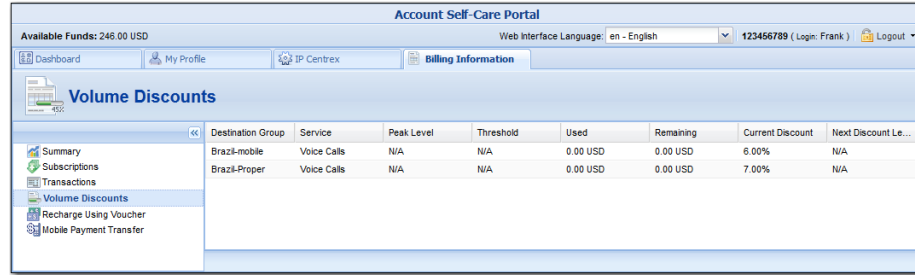 Account Self-Care Portal
Available Funds: 246.00 USD Web Interface Language: en - English 123456789 ( Login: Frank ) Logout
Dashboard My Profile IP Centrex Billing Information
Volume Discounts
Destination Group Service Peak Level Threshold Used Remaining Current Discount Next Discount Le...
Summary Brazil-mobile Voice Calls N/A N/A 0.00 USD 0.00 USD 6.00% N/A
Subscriptions Brazil-Proper Voice Calls N/A N/A 0.00 USD 0.00 USD 7.00% N/A
Transactions
Volume Discounts
Recharge Using Voucher
Mobile Payment Transfer